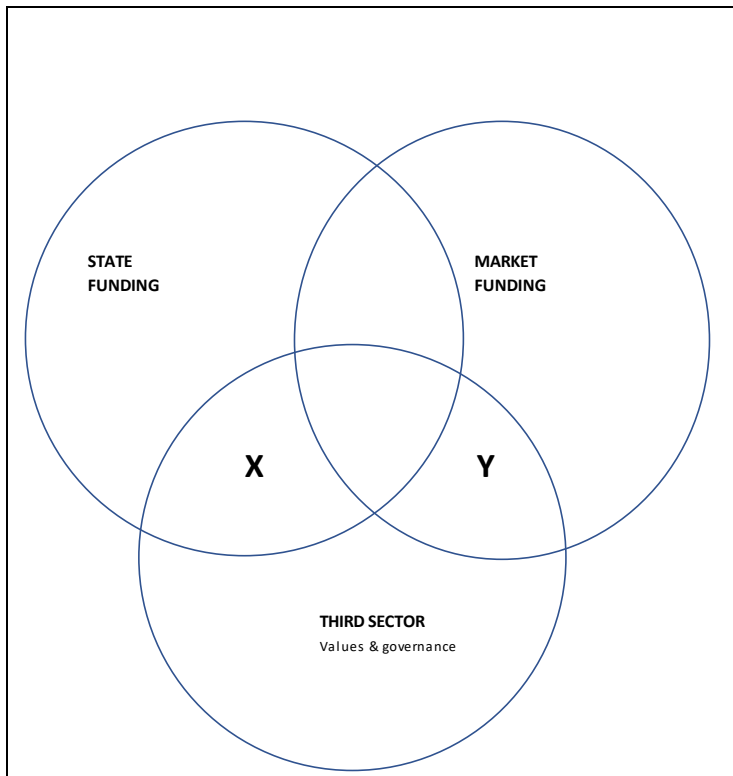 STATE
FUNDING
MARKET
FUNDING
X
Y
THIRD SECTOR
Values & governance